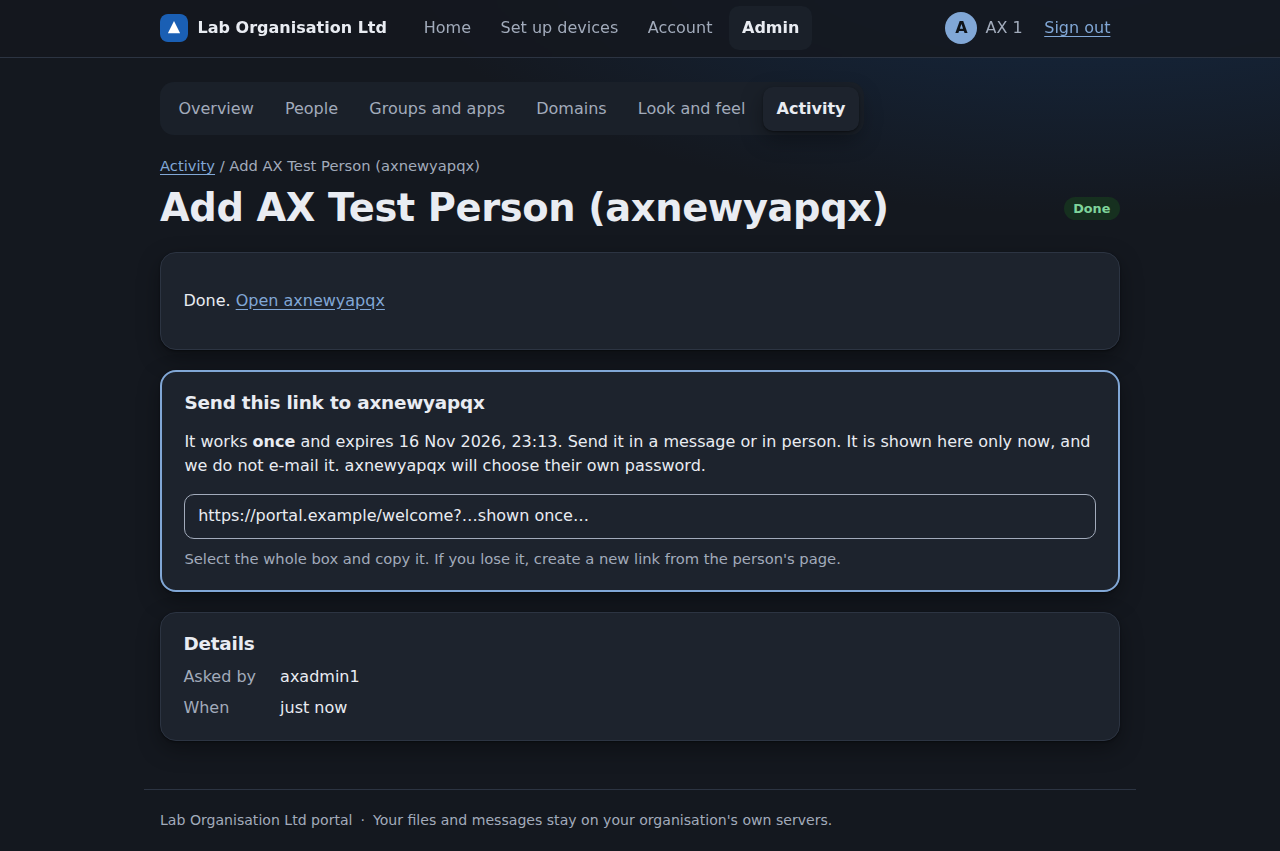 Lab Organisation Ltd Home Set up devices Account Admin A AX 1 Sign out
Overview People Groups and apps Domains Look and feel Activity
Activity / Add AX Test Person (axnewyapqx)
Add AX Test Person (axnewyapqx) Done
Done. Open axnewyapqx
Send this link to axnewyapqx
It works once and expires 16 Nov 2026, 23:13. Send it in a message or in person. It is shown here only now, and
we do not e-mail it. axnewyapqx will choose their own password.
https://portal.example/welcome?…shown once…
Select the whole box and copy it. If you lose it, create a new link from the person's page.
Details
Asked by axadmin1
When just now
Lab Organisation Ltd portal · Your files and messages stay on your organisation's own servers.